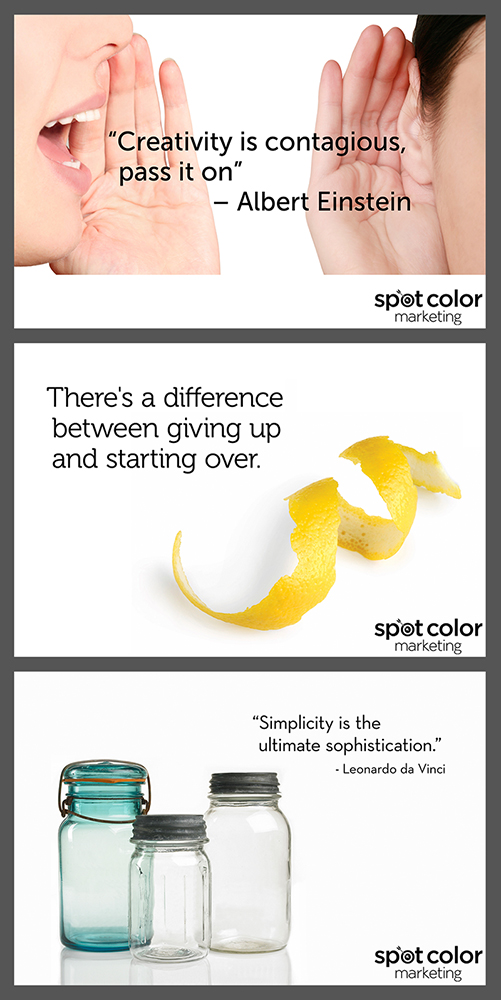 “Creativity is contagious,
pass it on”
– Albert Einstein
spot color
marketing
There's a difference
between giving up
and starting over.
spot color
marketing
“Simplicity is the
ultimate sophistication.”
- Leonardo da Vinci
spot color
marketing